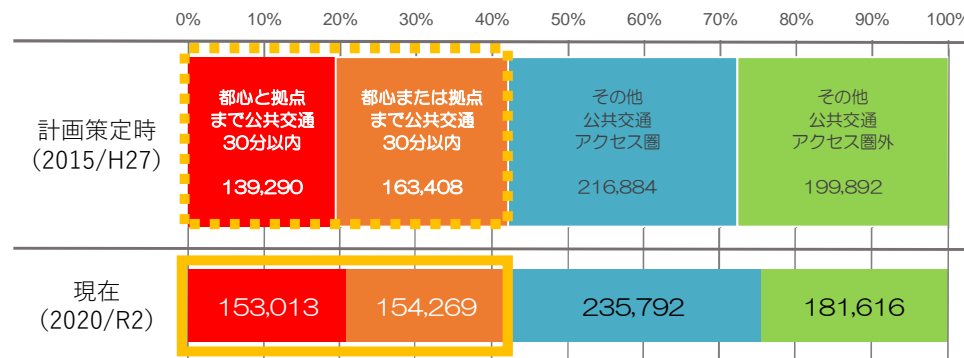 0% 10% 20% 30% 40% 50% 60% 70% 80% 90% 100%
計画策定時
(2015/H27)
都心と拠点
まで公共交通
30分以内
139,290
都心または拠点
まで公共交通
30分以内
163,408
その他
公共交通
アクセス圏
216,884
その他
公共交通
アクセス圏外
199,892
現在
(2020/R2)
153,013
154,269
235,792
181,616